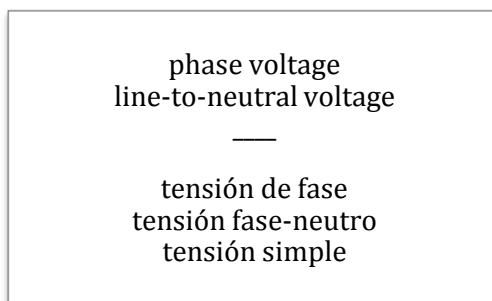 phase voltage
line-to-neutral voltage
___
tensión de fase
tensión fase-neutro
tensión simple